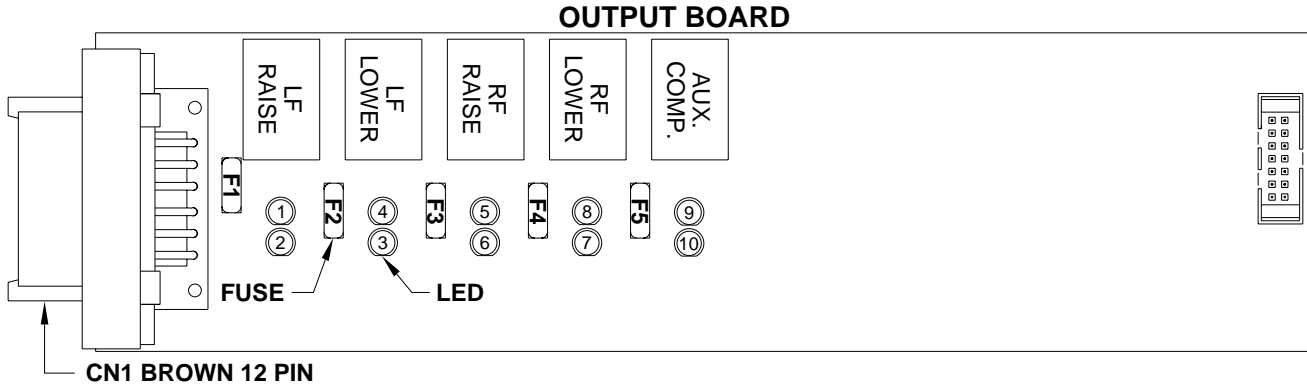 OUTPUT BOARD
LF
RAISE
LF
LOWER
RF
RAISE
RF
LOWER
AUX.
COMP.
F1
F2
F3
F4
F5
1
4
5
8
9
2
3
6
7
10
FUSE
LED
CN1 BROWN 12 PIN